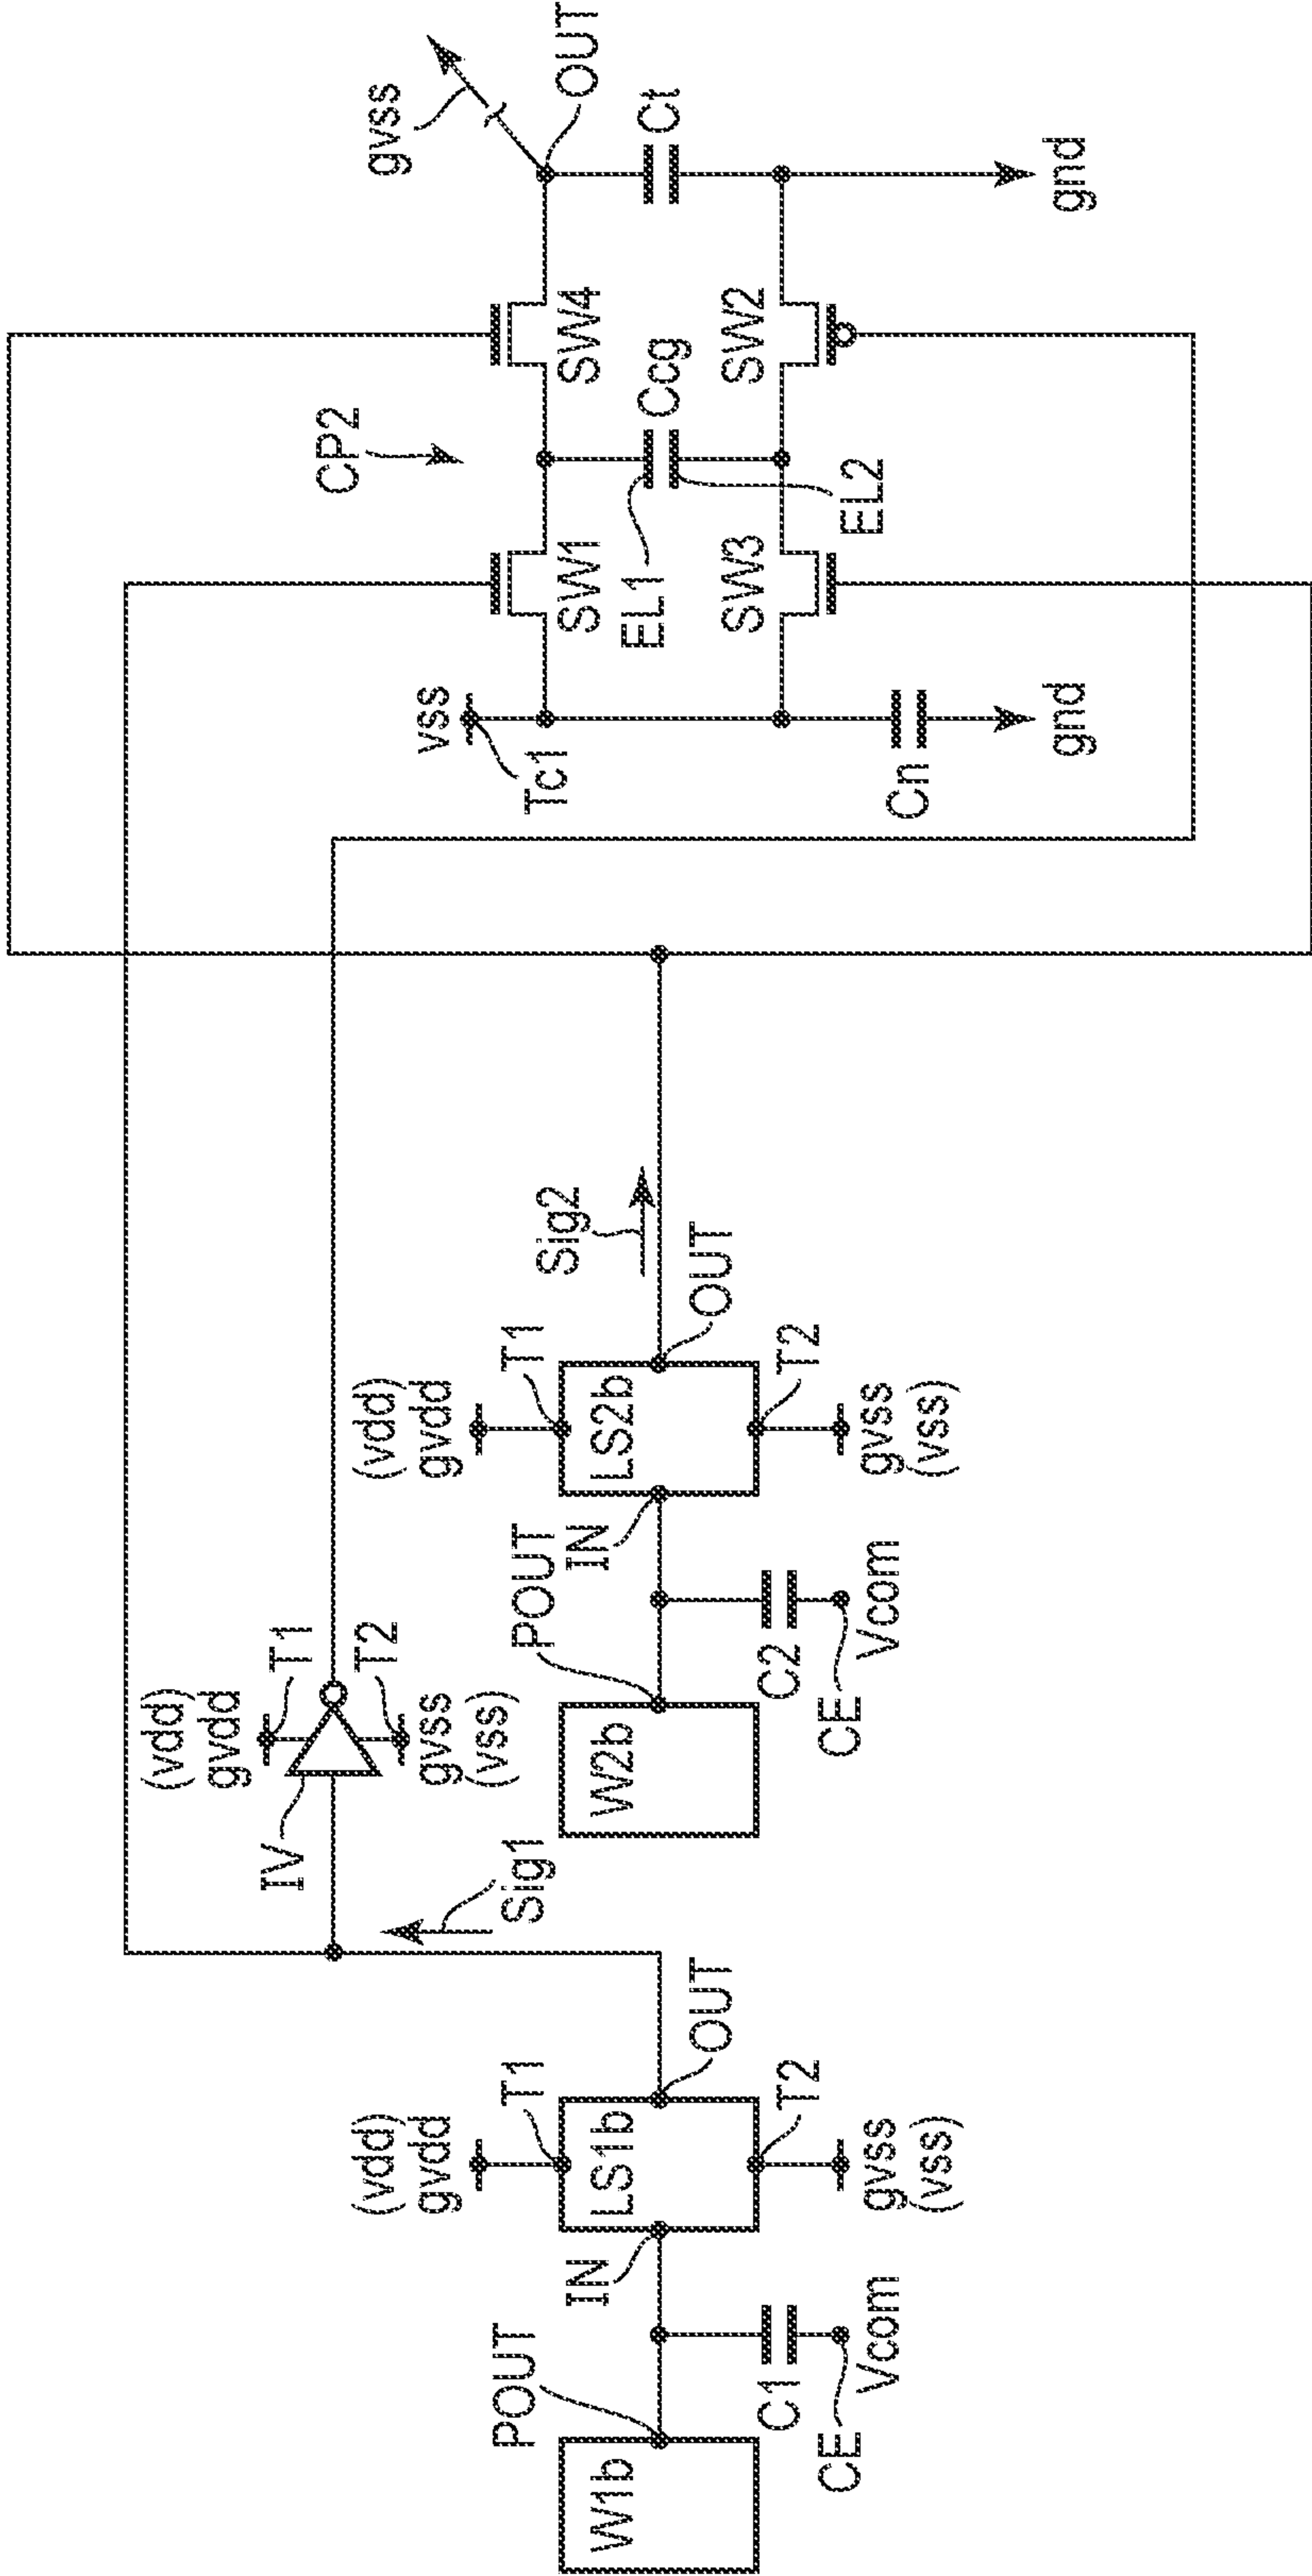 W1b
POUT
C1
CE
Vcom
IN
LS1b
(vdd)
gvdd
T1
T2
gvss
(vss)
OUT
Sig1
IV
(vdd)
gvdd
T1
T2
gvss
(vss)
W2b
POUT
C2
CE
Vcom
IN
LS2b
(vdd)
gvdd
T1
T2
gvss
(vss)
OUT
Sig2
CP2
vss
Tc1
Cn
gnd
SW1
SW3
EL1
EL2
Ccg
SW4
SW2
gvss
OUT
Ct
gnd